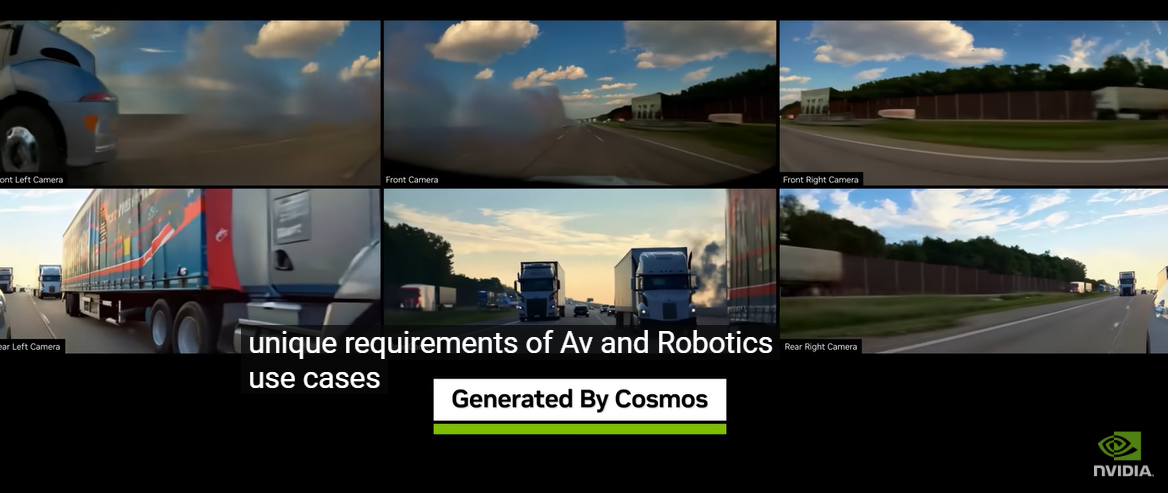 ont Left Camera
Front Camera
Front Right Camera
ear Left Camera
Rear Right Camera
unique requirements of Av and Robotics
use cases
Generated By Cosmos
NVIDIA